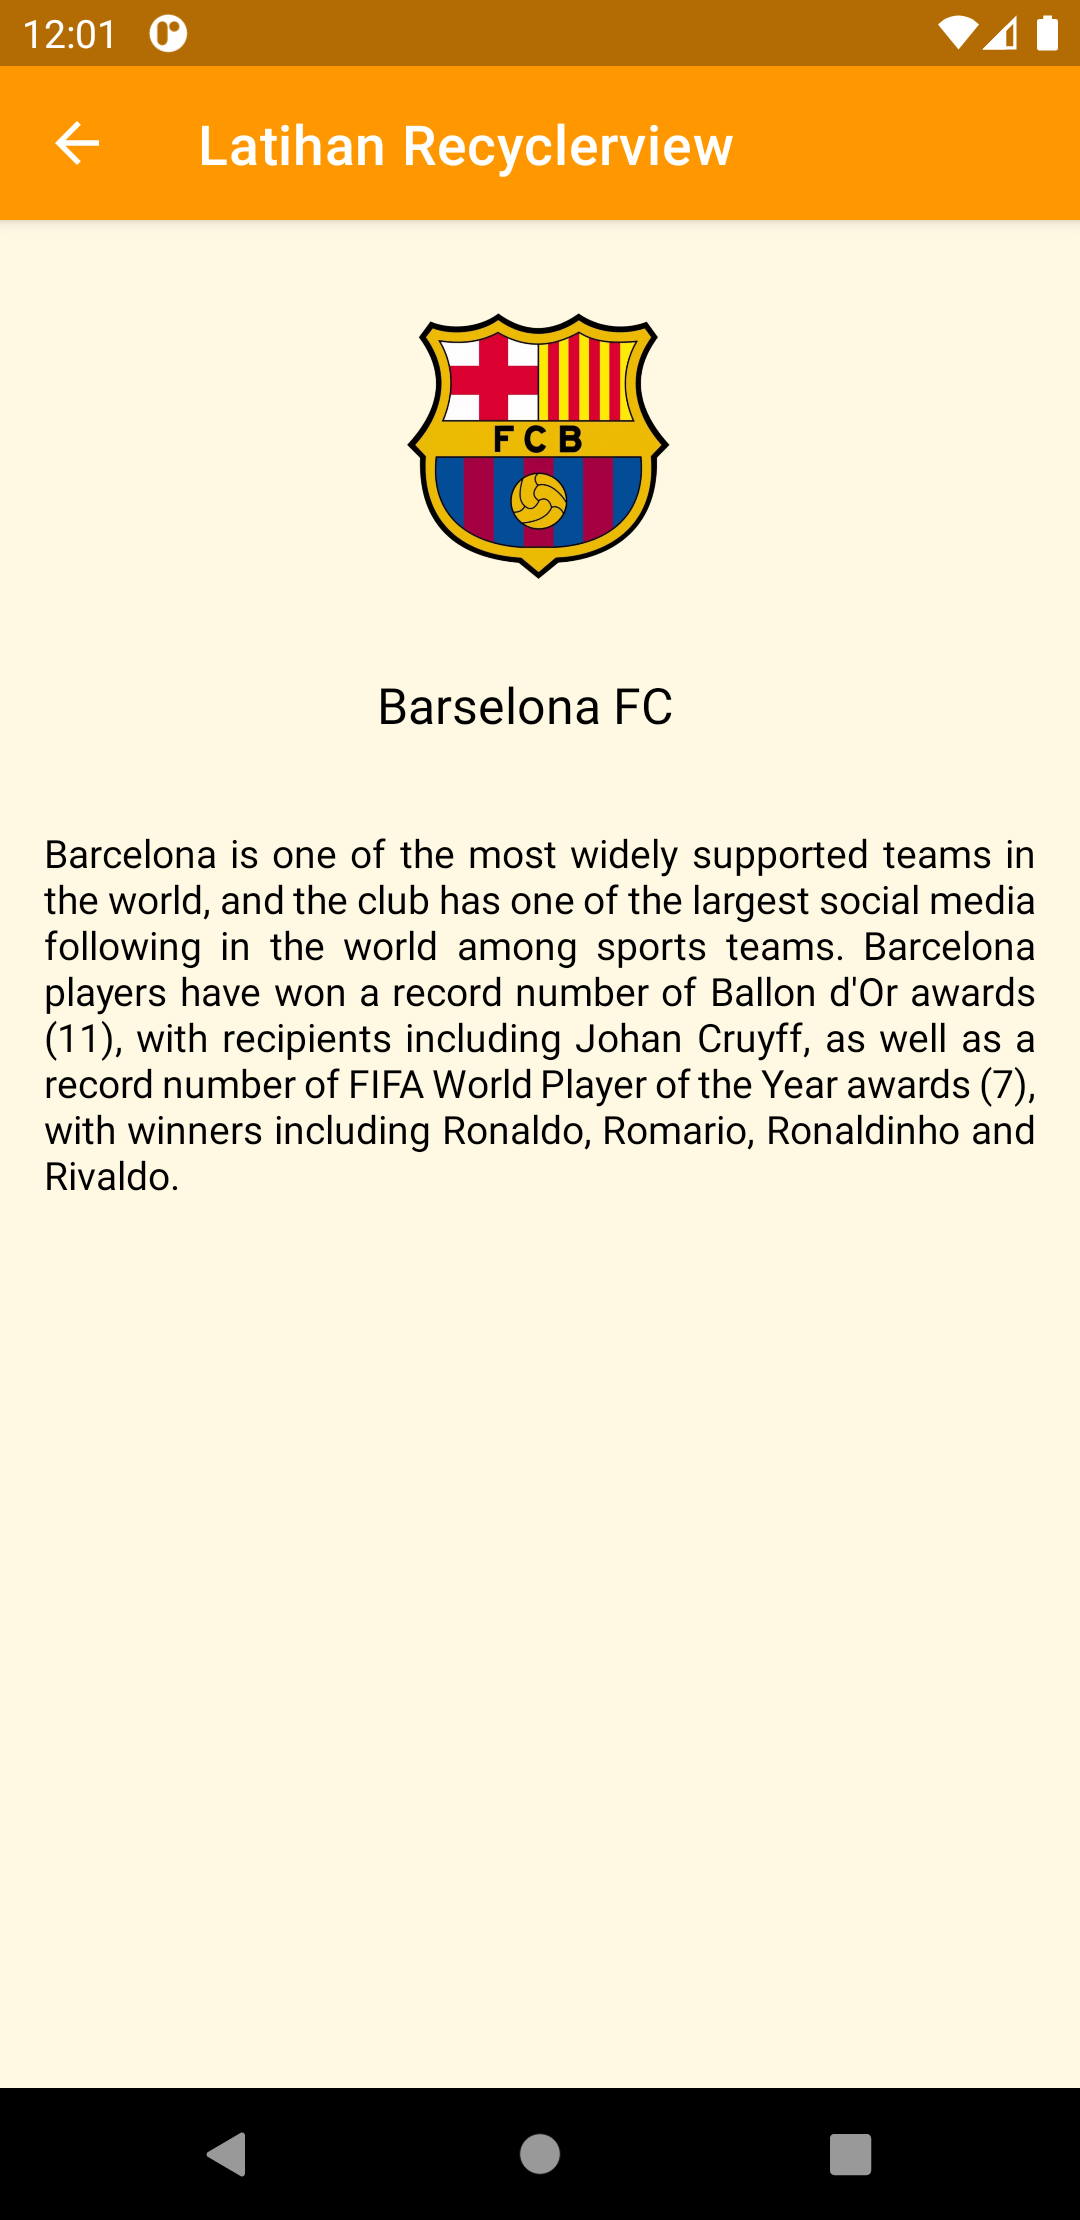 12:01
Latihan Recyclerview
FCB
Barselona FC
Barcelona is one of the most widely supported teams in
the world, and the club has one of the largest social media
following in the world among sports teams. Barcelona
players have won a record number of Ballon d'Or awards
(11), with recipients including Johan Cruyff, as well as a
record number of FIFA World Player of the Year awards (7),
with winners including Ronaldo, Romario, Ronaldinho and
Rivaldo.